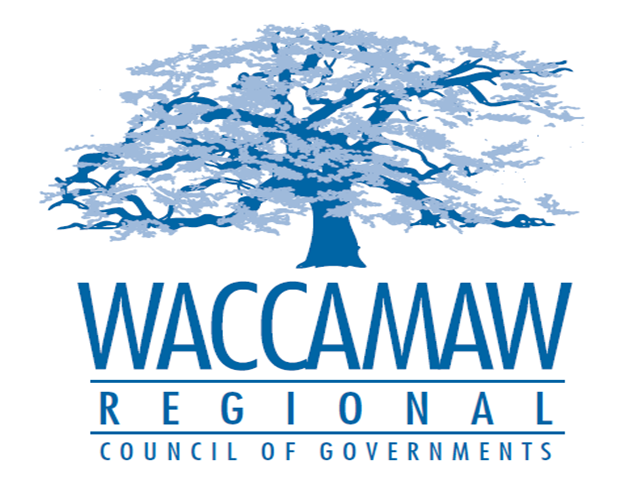 WACCAMAW
REGIONAL
COUNCIL OF GOVERNMENTS